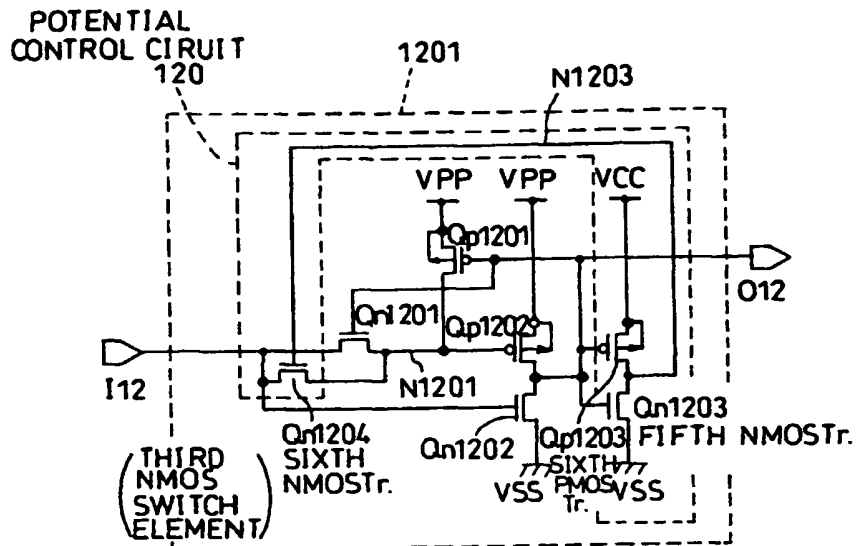 POTENTIAL
CONTROL CIRUIT
120
1201
N1203
VPP
VPP
VCC
Qp1201
O12
Qn1201
Qp1202
I12
N1201
Qn1204
SIXTH
NMOSTr.
Qn1202
Qp1203
SIXTH
PMOS
Tr.
Qn1203
FIFTH NMOSTr.
VSS
VSS
(THIRD
NMOS
SWITCH
ELEMENT)